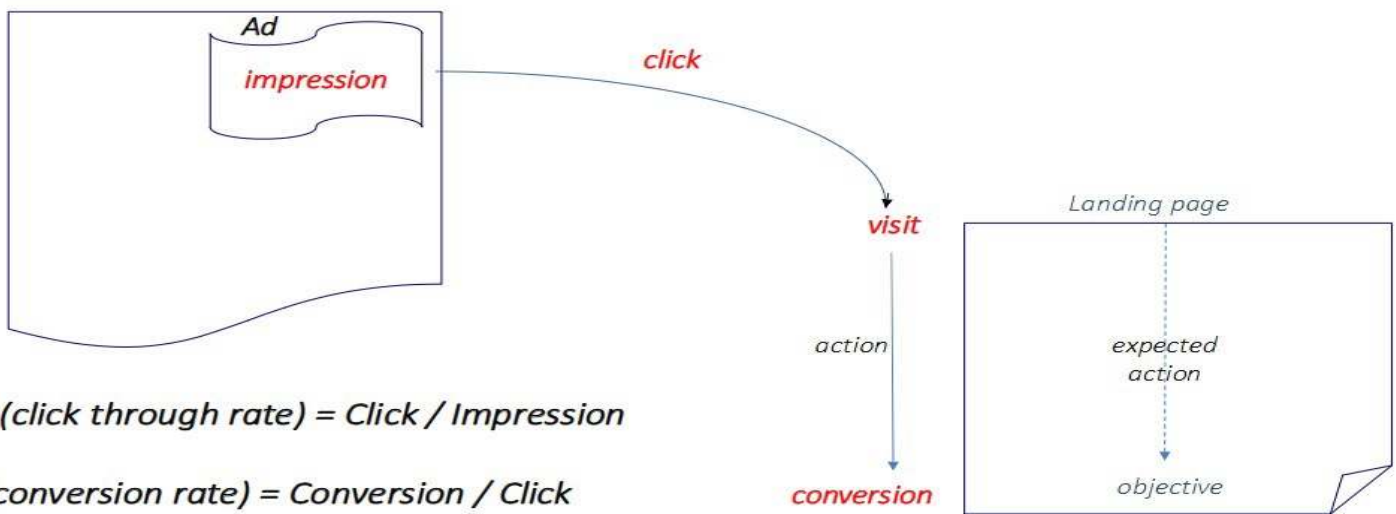 Ad
impression
click
visit
Landing page
action
expected
action
(click through rate) = Click / Impression
conversion rate) = Conversion / Click
conversion
objective